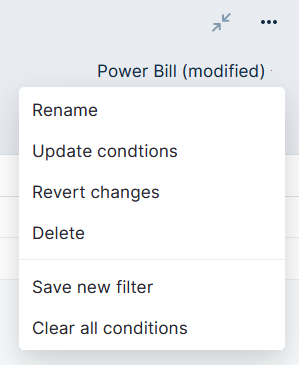 Power Bill (modified)
Rename
Update condtions
Revert changes
Delete
Save new filter
Clear all conditions